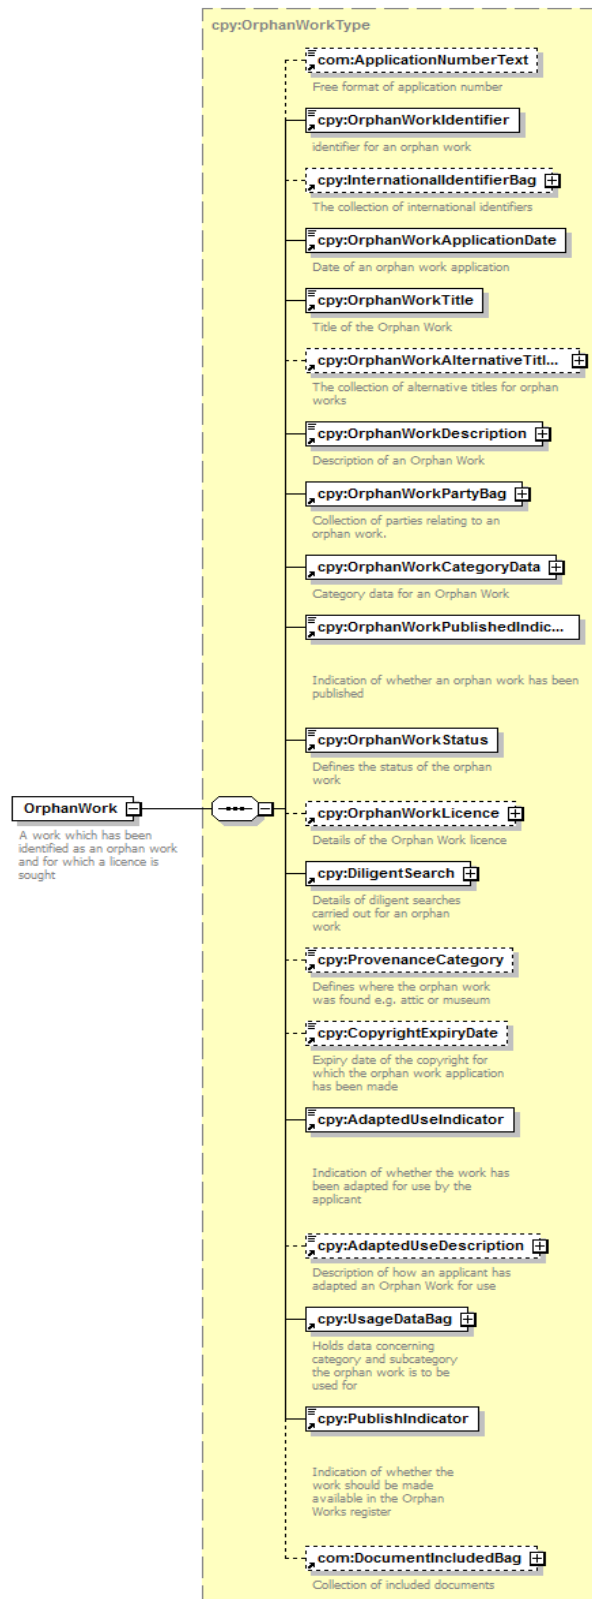 cpy:OrphanWorkType
com:ApplicationNumberText
Free format of application number
cpy:OrphanWorkIdentifier
identifier for an orphan work
cpy:InternationalIdentifierBag
The collection of international identifiers
cpy:OrphanWorkApplicationDate
Date of an orphan work application
cpy:OrphanWorkTitle
Title of the Orphan Work
cpy:OrphanWorkAlternativeTitl...
The collection of alternative titles for orphan
works
cpy:OrphanWorkDescription
Description of an Orphan Work
cpy:OrphanWorkPartyBag
Collection of parties relating to an
orphan work.
cpy:OrphanWorkCategoryData
Category data for an Orphan Work
cpy:OrphanWorkPublishedIndic...
Indication of whether an orphan work has been
published
cpy:OrphanWorkStatus
Defines the status of the orphan
work
OrphanWork
A work which has been
identified as an orphan work
and for which a licence is
sought
cpy:OrphanWorkLicence
Details of the Orphan Work licence
cpy:DiligentSearch
Details of diligent searches
carried out for an orphan
work
cpy:ProvenanceCategory
Defines where the orphan work
was found e.g. attic or museum
cpy:CopyrightExpiryDate
Expiry date of the copyright for
which the orphan work application
has been made
cpy:AdaptedUseIndicator
Indication of whether the work has
been adapted for use by the
applicant
cpy:AdaptedUseDescription
Description of how an applicant has
adapted an Orphan Work for use
cpy:UsageDataBag
Holds data concerning
category and subcategory
the orphan work is to be
used for
cpy:PublishIndicator
Indication of whether the
work should be made
available in the Orphan
Works register
com:DocumentIncludedBag
Collection of included documents